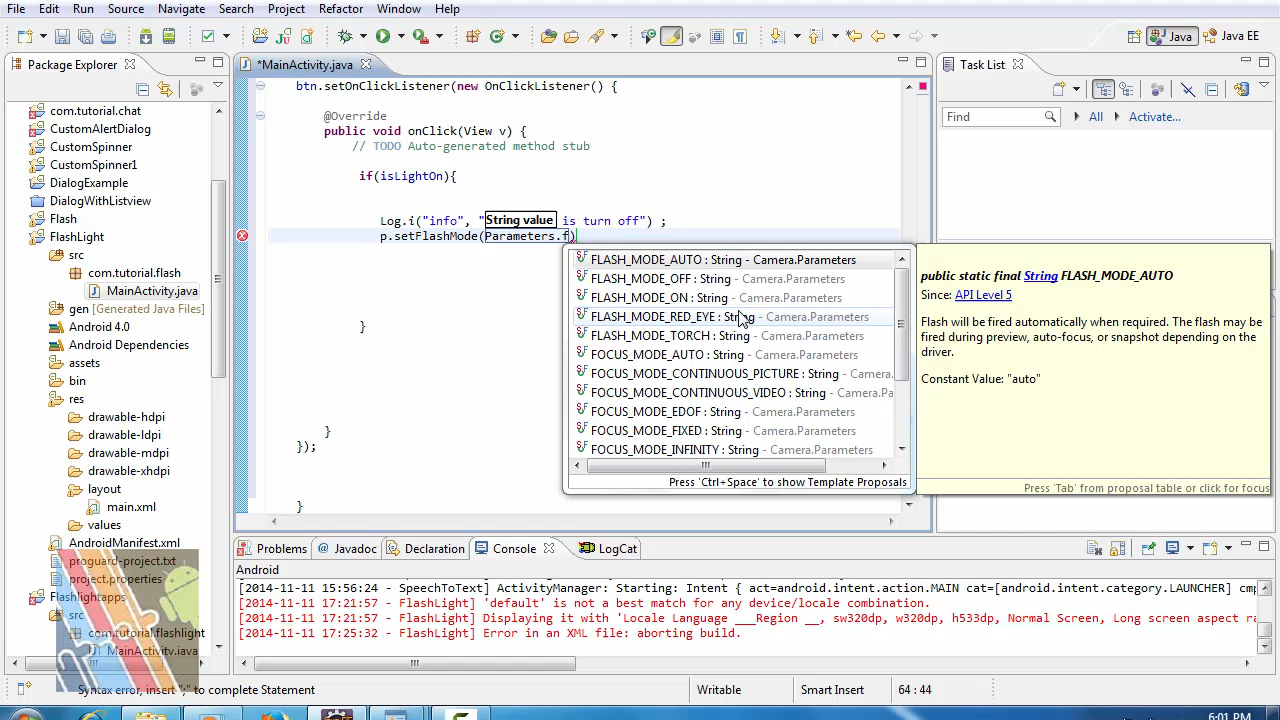 File Edit Run Source Navigate Search Project Refactor Window Help
Java Java EE
Package Explorer
com.tutorial.chat
CustomAlertDialog
CustomSpinner
CustomSpinner1
DialogExample
DialogWithListview
Flash
FlashLight
src
com.tutorial.flash
MainActivity.java
gen [Generated Java Files]
Android 4.0
Android Dependencies
assets
bin
res
drawable-hdpi
drawable-ldpi
drawable-mdpi
drawable-xhdpi
layout
main.xml
values
AndroidManifest.xml
proguard-project.txt
project.properties
Flashlightapps
src
com.tutorial.flashlight
MainActivity.java
*MainActivity.java
btn.setOnClickListener(new OnClickListener() {
@Override
public void onClick(View v) {
// TODO Auto-generated method stub
if(isLightOn){
Log.i("info", " String value is turn off") ;
p.setFlashMode(Parameters.f)
}
}
});
}
FLASH_MODE_AUTO : String - Camera.Parameters
FLASH_MODE_OFF : String - Camera.Parameters
FLASH_MODE_ON : String - Camera.Parameters
FLASH_MODE_RED_EYE : String - Camera.Parameters
FLASH_MODE_TORCH : String - Camera.Parameters
FOCUS_MODE_AUTO : String - Camera.Parameters
FOCUS_MODE_CONTINUOUS_PICTURE : String - Camera.
FOCUS_MODE_CONTINUOUS_VIDEO : String - Camera.Pa
FOCUS_MODE_EDOF : String - Camera.Parameters
FOCUS_MODE_FIXED : String - Camera.Parameters
FOCUS_MODE_INFINITY : String - Camera.Parameters
Press 'Ctrl+Space' to show Template Proposals
Task List
Find All Activate...
public static final String FLASH_MODE_AUTO
Since: API Level 5
Flash will be fired automatically when required. The flash may be
fired during preview, auto-focus, or snapshot depending on the
driver.
Constant Value: "auto"
Press 'Tab' from proposal table or click for focus
Problems Javadoc Declaration Console LogCat
Android
[2014-11-11 15:56:24 - SpeechToText] ActivityManager: Starting: Intent { act=android.intent.action.MAIN cat=[android.intent.category.LAUNCHER] cmp
[2014-11-11 17:21:57 - FlashLight] 'default' is not a best match for any device/locale combination.
[2014-11-11 17:21:57 - FlashLight] Displaying it with 'Locale Language ___Region __, sw320dp, w320dp, h533dp, Normal Screen, Long screen aspect ra
[2014-11-11 17:25:32 - FlashLight] Error in an XML file: aborting build.
Syntax error, insert ";" to complete Statement Writable Smart Insert 64 : 44
6:01 PM